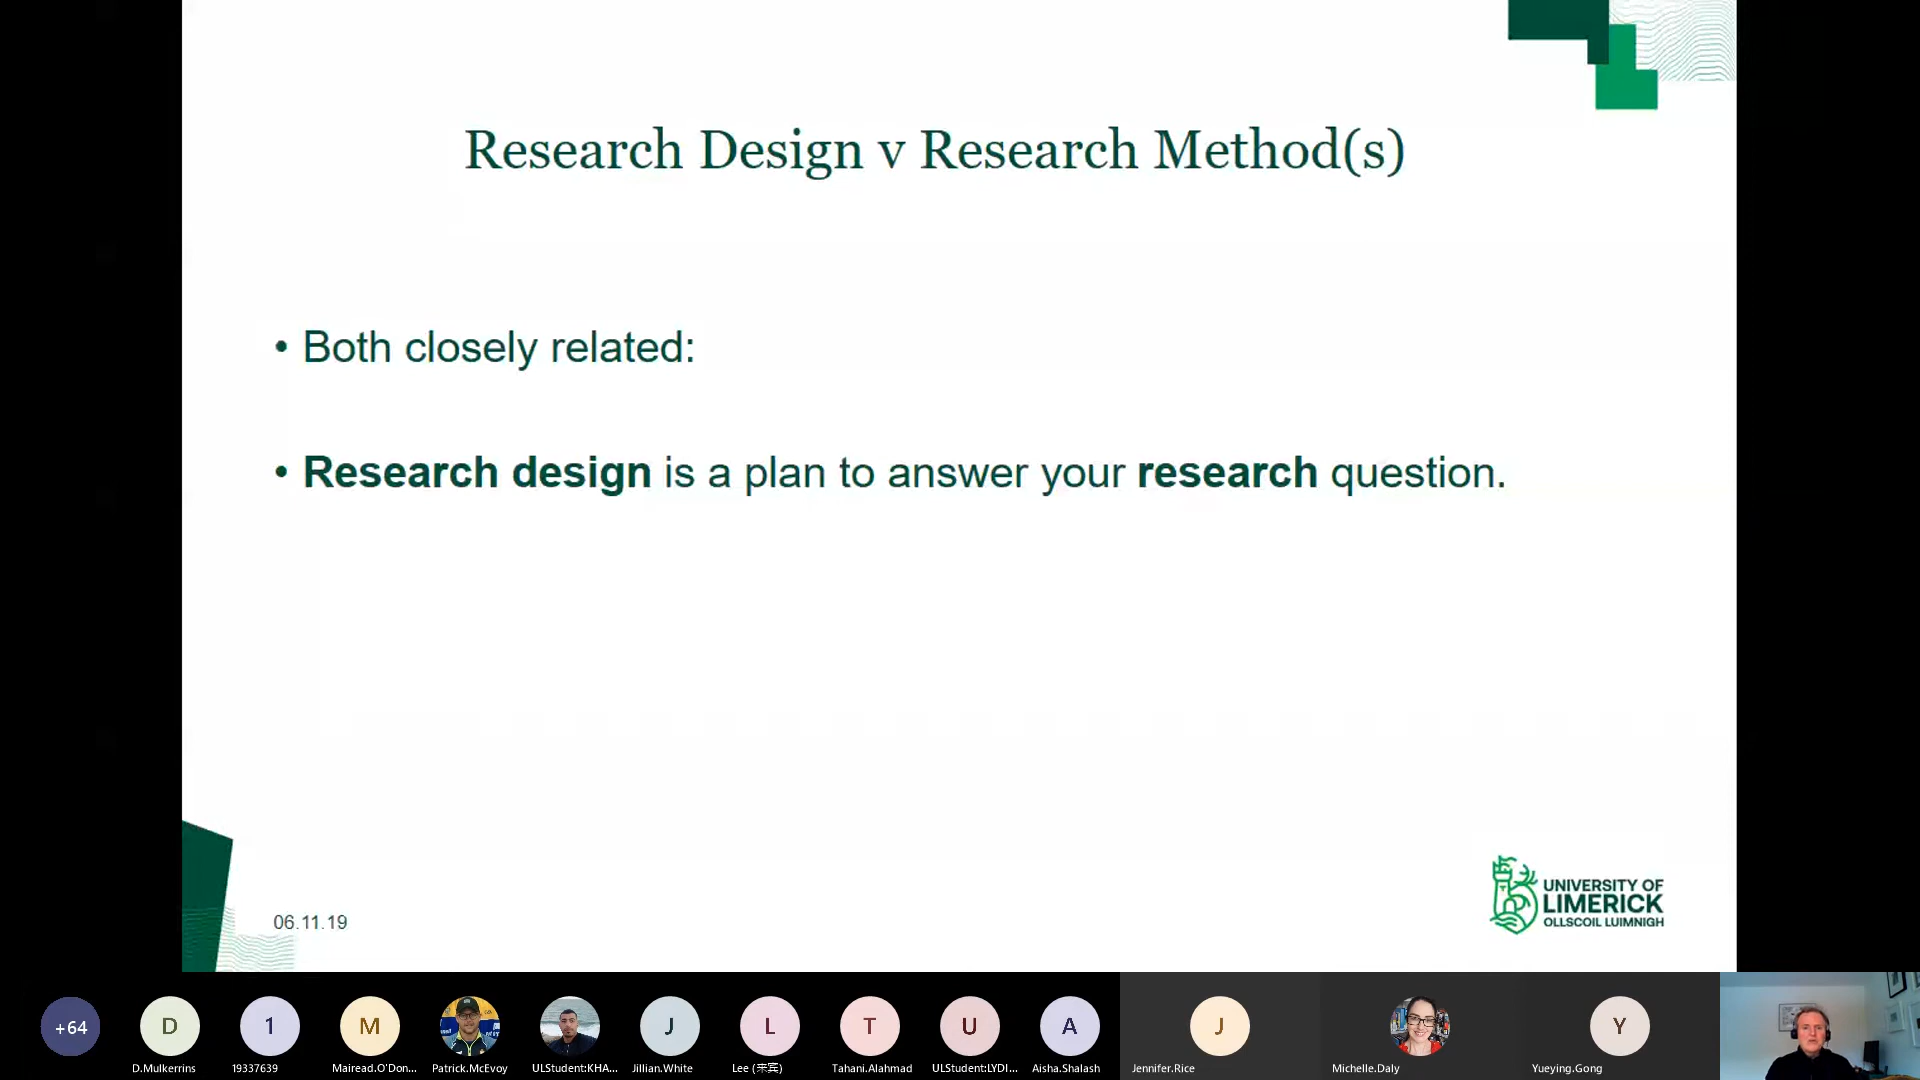 Research Design v Research Method(s)
• Both closely related:
• Research design is a plan to answer your research question.
06.11.19
UNIVERSITY OF
LIMERICK
OLLSCOIL LUIMNIGH
+64
D
1
M
J
L
T
U
A
J
Y
D.Mulkerrins
19337639
Mairead.O'Don...
Patrick.McEvoy
ULStudent:KHA...
Jillian.White
Lee (来宾)
Tahani.Alahmad
ULStudent:LYDI...
Aisha.Shalash
Jennifer.Rice
Michelle.Daly
Yueying.Gong